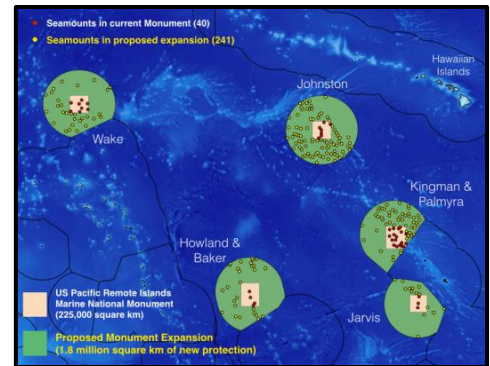 Seamounts in current Monument (40)
Seamounts in proposed expansion (241)
Hawaiian
Islands
Johnston
Wake
Kingman &
Palmyra
Howland &
Baker
US Pacific Remote Islands
Marine National Monument
(225,000 square km)
Jarvis
Proposed Monument Expansion
(1.8 million square km of new protection)